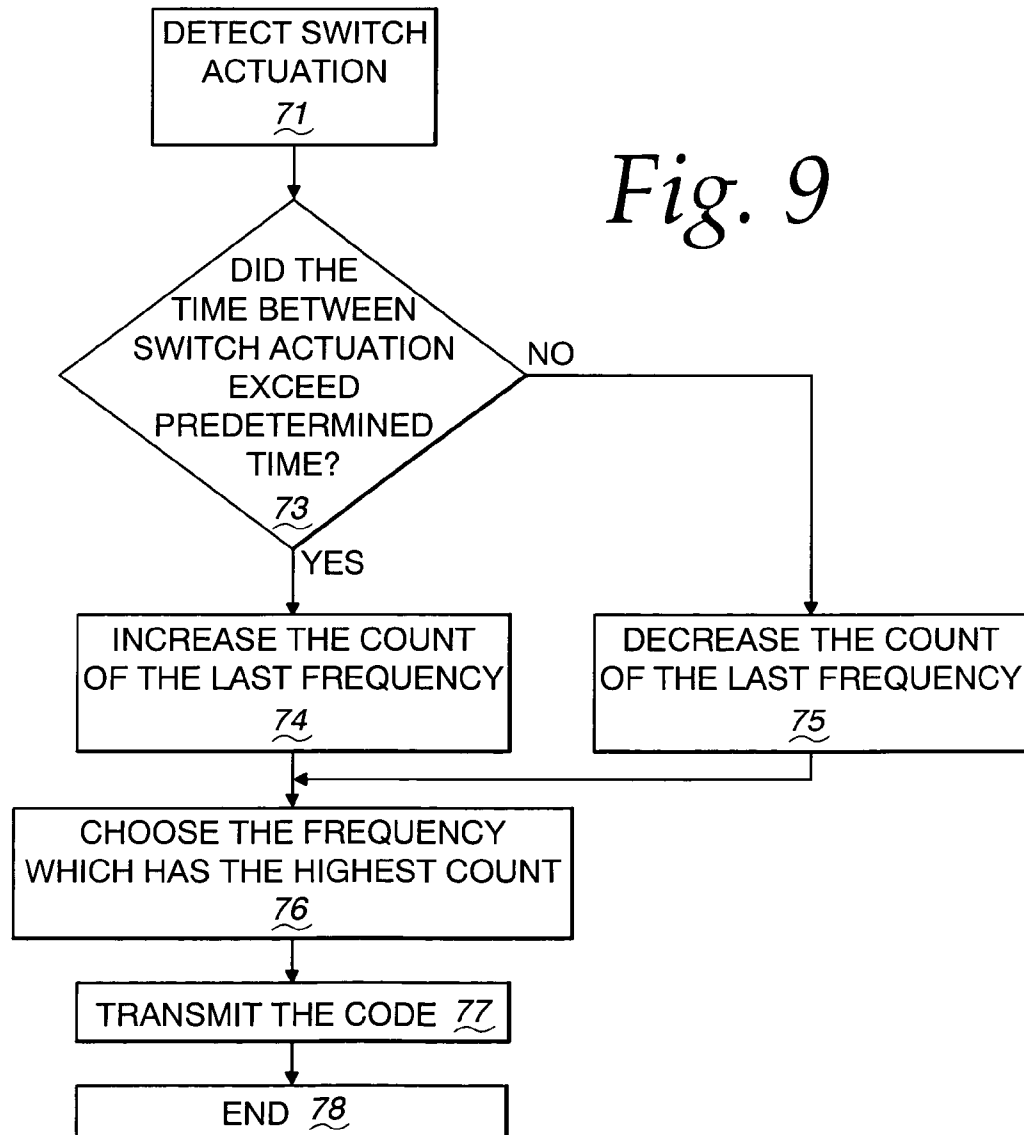 DETECT SWITCH
ACTUATION
71
Fig. 9
DID THE
TIME BETWEEN
SWITCH ACTUATION
EXCEED
PREDETERMINED
TIME?
73
NO
YES
INCREASE THE COUNT
OF THE LAST FREQUENCY
74
DECREASE THE COUNT
OF THE LAST FREQUENCY
75
CHOOSE THE FREQUENCY
WHICH HAS THE HIGHEST COUNT
76
TRANSMIT THE CODE 77
END 78